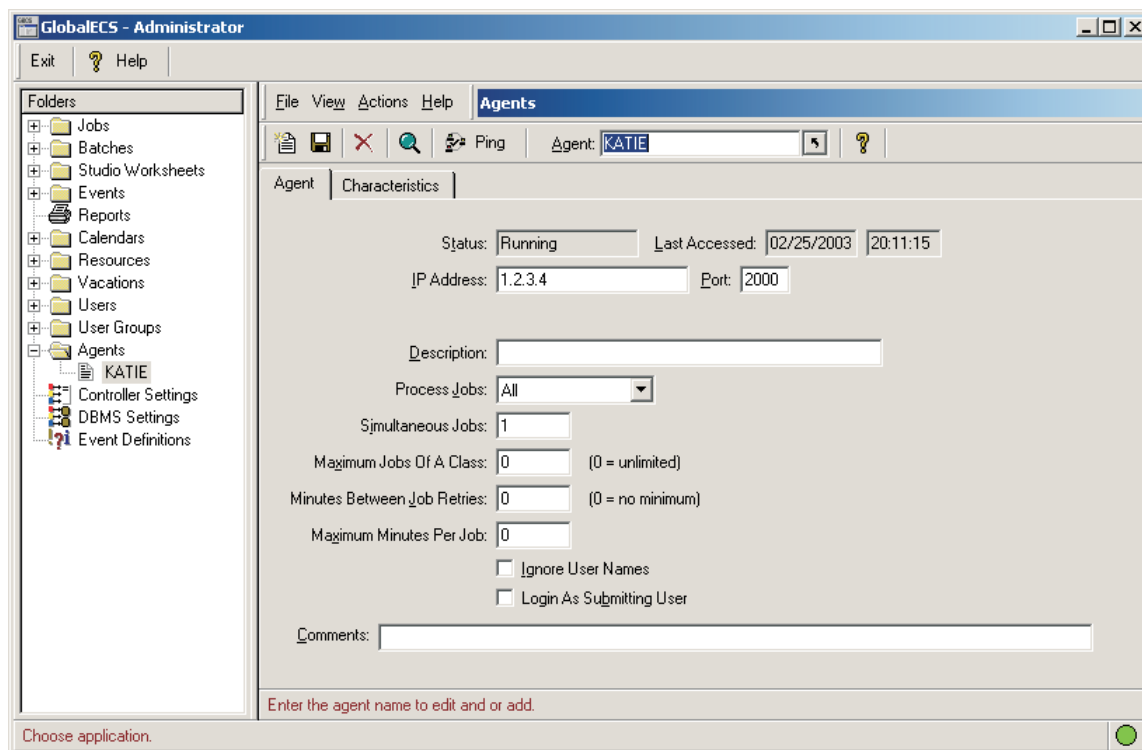 GlobalECS - Administrator
Exit ? Help
Folders
Jobs
Batches
Studio Worksheets
Events
Reports
Calendars
Resources
Vacations
Users
User Groups
Agents
KATIE
Controller Settings
DBMS Settings
Event Definitions
File View Actions Help Agents
Ping Agent: KATIE ?
Agent Characteristics
Status: Running Last Accessed: 02/25/2003 20:11:15
IP Address: 1.2.3.4 Port: 2000
Description:
Process Jobs: All
Simultaneous Jobs: 1
Maximum Jobs Of A Class: 0 (0 = unlimited)
Minutes Between Job Retries: 0 (0 = no minimum)
Maximum Minutes Per Job: 0
Ignore User Names
Login As Submitting User
Comments:
Enter the agent name to edit and or add.
Choose application.